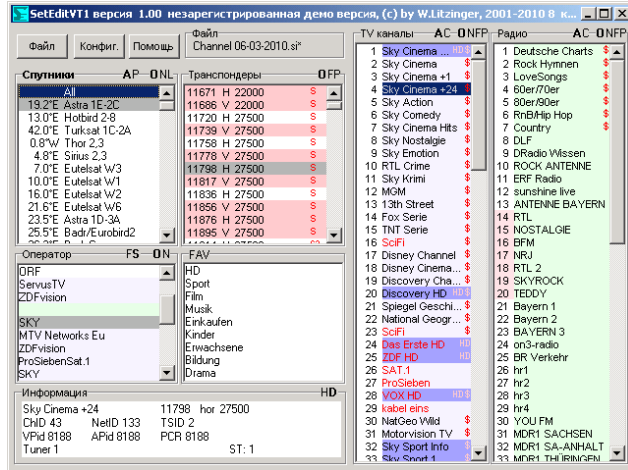 SetEditVT1 версия 1.00 незарегистрированная демо версия, (c) by W.Litzinger, 2001-2010 8 к...
Файл
Конфиг.
Помощь
Файл
Channel 06-03-2010.si*
Спутники AP ONL
All
19.2°E Astra 1E-2C
13.0°E Hotbird 2-8
42.0°E Turksat 1C-2A
0.8°W Thor 2,3
4.8°E Sirius 2,3
7.0°E Eutelsat W3
10.0°E Eutelsat W1
16.0°E Eutelsat W2
21.6°E Eutelsat W6
23.5°E Astra 1D-3A
25.5°E Badr/Eurobird2
Транспондеры OFP
11671 H 22000 S
11686 V 22000 S
11720 H 27500 S
11739 V 27500 S
11758 H 27500 S
11778 V 27500 S
11798 H 27500 S
11817 V 27500 S
11836 H 27500 S
11856 V 27500 S
11876 H 27500 S
11895 V 27500 S
Оператор FS ON
ORF
ServusTV
ZDFvision
SKY
MTV Networks Eu
ZDFvision
ProSiebenSat.1
SKY
FAV
HD
Sport
Film
Musik
Einkaufen
Kinder
Erwachsene
Bildung
Drama
Информация HD-
Sky Cinema +24 11798 hor 27500
ChID 43 NetID 133 TSID 2
VPid 8188 APid 8188 PCR 8188
Tuner 1 ST: 1
TV каналы AC ONFP
1 Sky Cinema ... HD$
2 Sky Cinema $
3 Sky Cinema +1 $
4 Sky Cinema +24 $
5 Sky Action $
6 Sky Comedy $
7 Sky Cinema Hits $
8 Sky Nostalgie $
9 Sky Emotion $
10 RTL Crime $
11 Sky Krimi $
12 MGM $
13 13th Street $
14 Fox Serie $
15 TNT Serie $
16 SciFi $
17 Disney Channel $
18 Disney Cinema... $
19 Discovery Cha... $
20 Discovery HD HD$
21 Spiegel Geschi... $
22 National Geogr... $
23 SciFi $
24 Das Erste HD HD
25 ZDF HD HD
26 SAT.1
27 ProSieben
28 VOX HD HD$
29 kabel eins
30 NatGeo Wild $
31 Motorvision TV $
32 Sky Sport Info $
33 Sky Sport 1 $
Радио AC ONFP
1 Deutsche Charts $
2 Rock Hymnen $
3 LoveSongs $
4 60er/70er $
5 80er/90er $
6 RnB/Hip Hop $
7 Country $
8 DLF
9 DRadio Wissen
10 ROCK ANTENNE
11 ERF Radio
12 sunshine live
13 ANTENNE BAYERN
14 RTL
15 NOSTALGIE
16 BFM
17 NRJ
18 RTL 2
19 SKYROCK
20 TEDDY
21 Bayern 1
22 Bayern 2
23 BAYERN 3
24 on3-radio
25 BR Verkehr
26 hr1
27 hr2
28 hr3
29 hr4
30 YOU FM
31 MDR1 SACHSEN
32 MDR1 SA-ANHALT
33 MDR1 THÜRINGEN